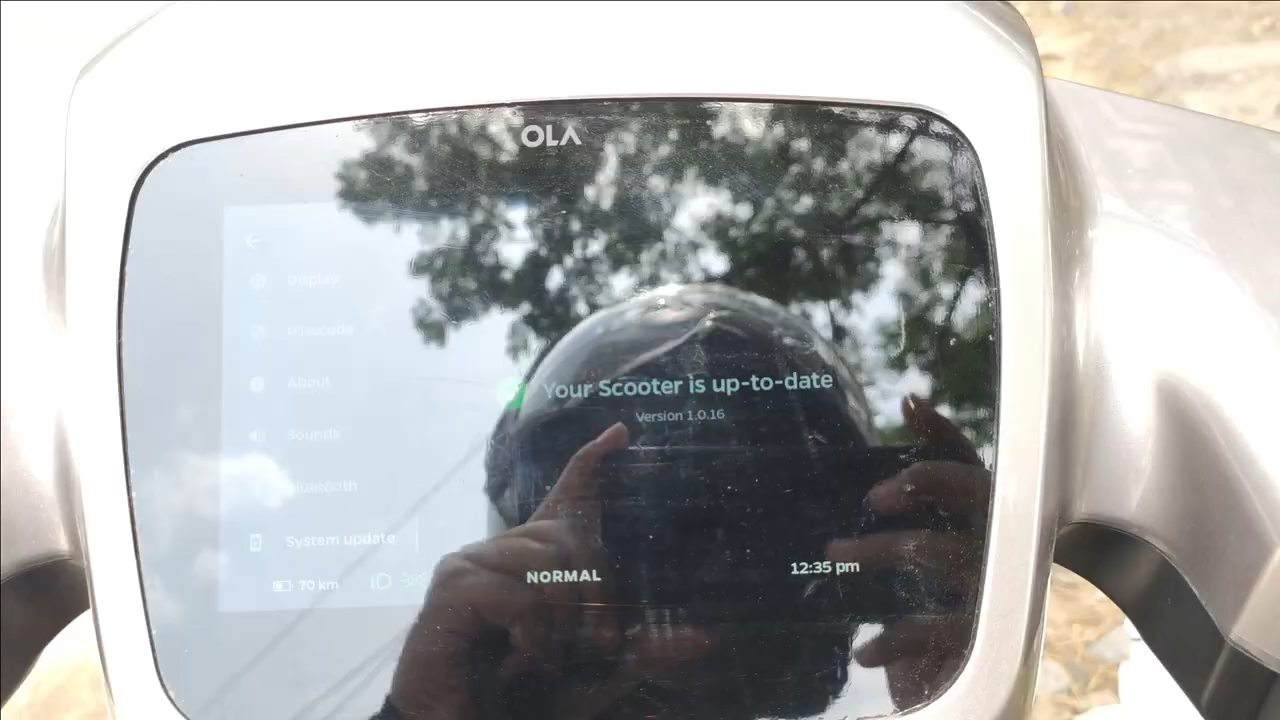 OLA
Display
Passcode
About
Sounds
Bluetooth
System update
Your Scooter is up-to-date
Version 1.0.16
70 km
NORMAL
12:35 pm